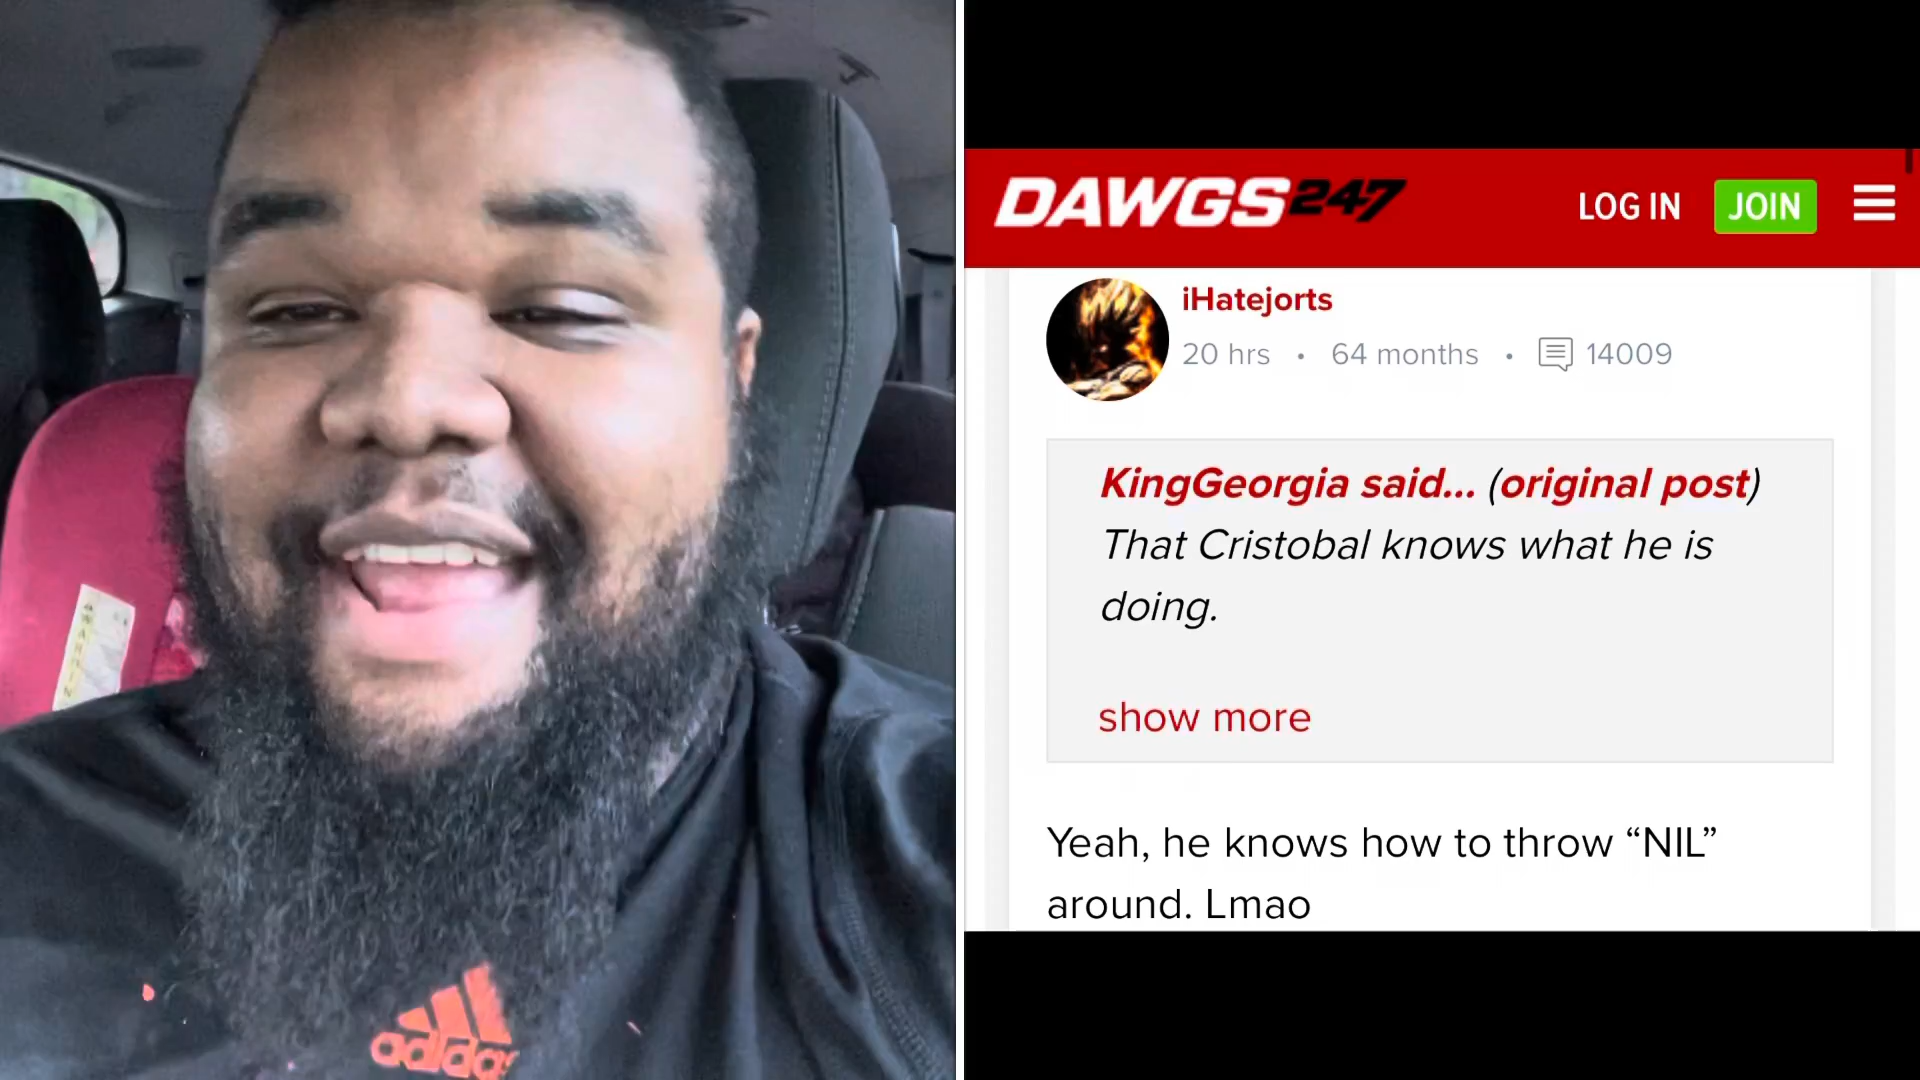 DAWGS247
LOG IN
JOIN
iHatejorts
20 hrs • 64 months • 14009
KingGeorgia said... (original post)
That Cristobal knows what he is
doing.
show more
Yeah, he knows how to throw “NIL”
around. Lmao
adidas